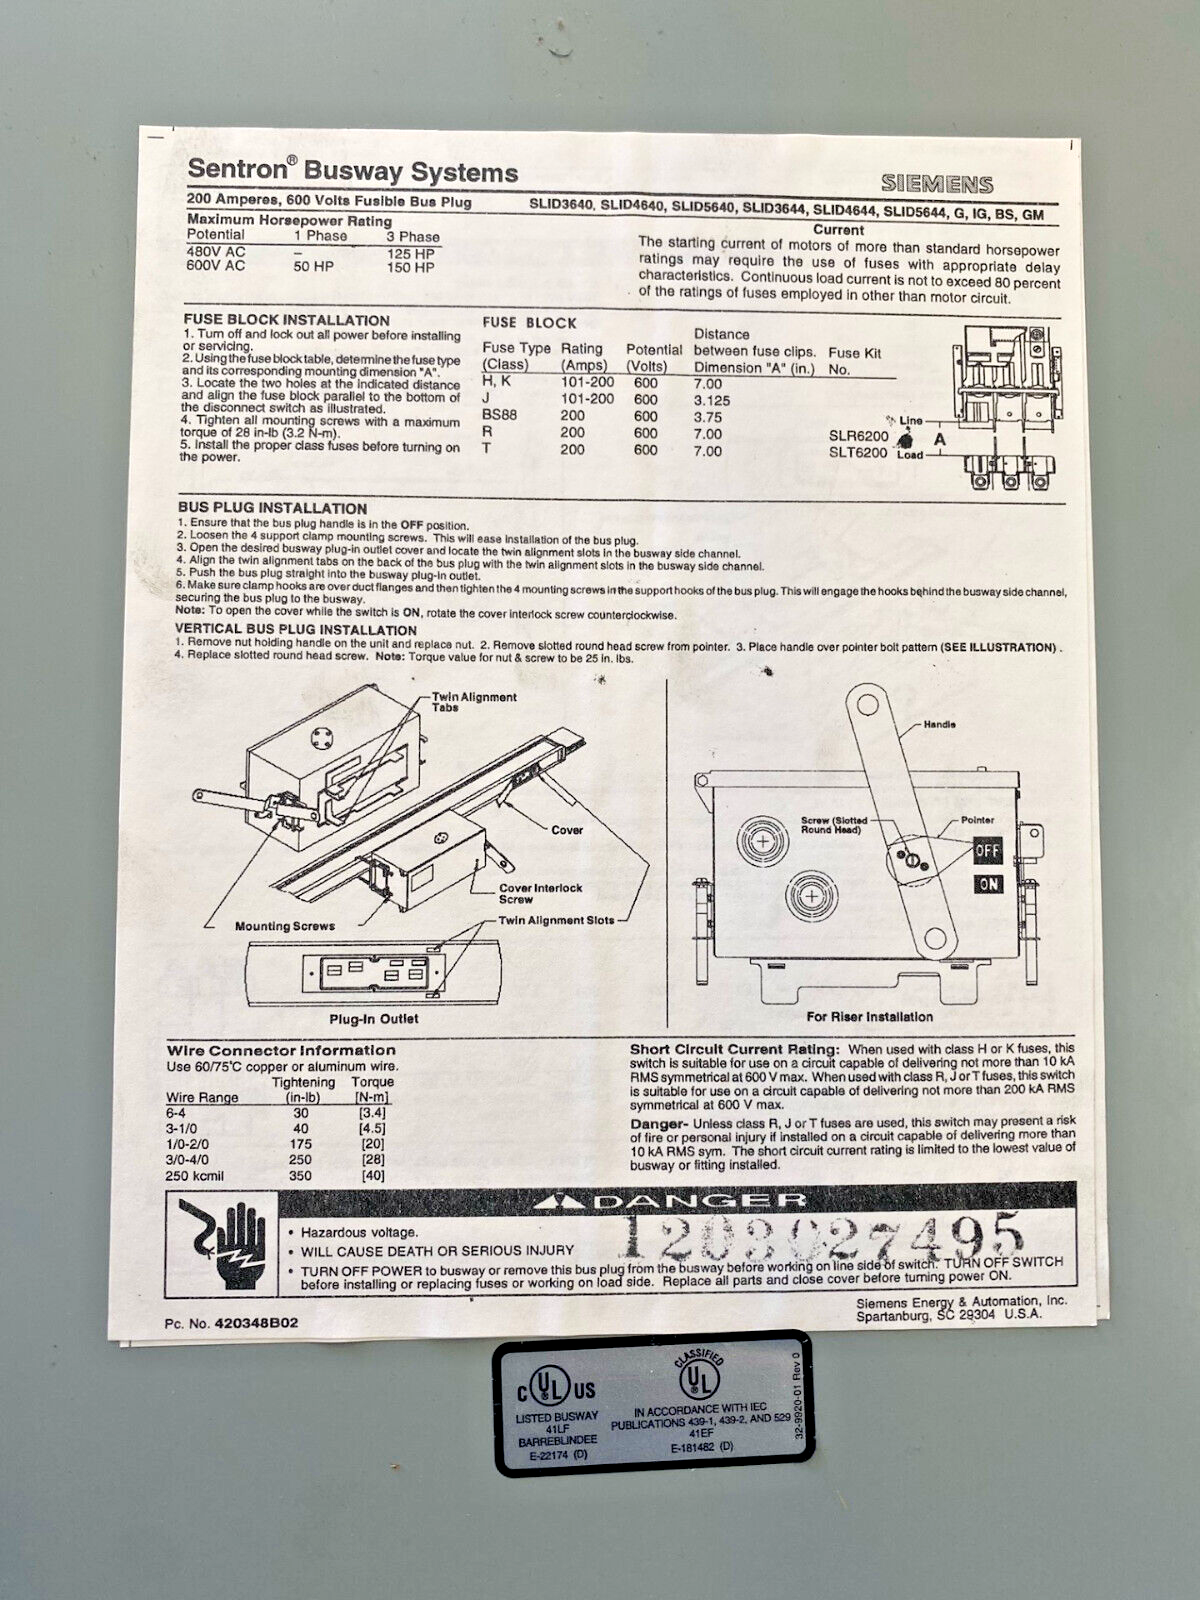 Sentron® Busway Systems
SIEMENS
200 Amperes, 600 Volts Fusible Bus Plug SLID3640, SLID4640, SLID5640, SLID3644, SLID4644, SLID5644, G, IG, BS, GM
Maximum Horsepower Rating
Potential 1 Phase 3 Phase
480V AC – 125 HP
600V AC 50 HP 150 HP
Current
The starting current of motors of more than standard horsepower
ratings may require the use of fuses with appropriate delay
characteristics. Continuous load current is not to exceed 80 percent
of the ratings of fuses employed in other than motor circuit.
FUSE BLOCK INSTALLATION
1. Turn off and lock out all power before installing
or servicing.
2. Using the fuse block table, determine the fuse type
and its corresponding mounting dimension "A".
3. Locate the two holes at the indicated distance
and align the fuse block parallel to the bottom of
the disconnect switch as illustrated.
4. Tighten all mounting screws with a maximum
torque of 28 in-lb (3.2 N-m).
5. Install the proper class fuses before turning on
the power.
FUSE BLOCK
Distance
Fuse Type Rating Potential between fuse clips. Fuse Kit
(Class) (Amps) (Volts) Dimension "A" (in.) No.
H, K 101-200 600 7.00
J 101-200 600 3.125
BS88 200 600 3.75
R 200 600 7.00 SLR6200
T 200 600 7.00 SLT6200
Line
A
Load
BUS PLUG INSTALLATION
1. Ensure that the bus plug handle is in the OFF position.
2. Loosen the 4 support clamp mounting screws. This will ease installation of the bus plug.
3. Open the desired busway plug-in outlet cover and locate the twin alignment slots in the busway side channel.
4. Align the twin alignment tabs on the back of the bus plug with the twin alignment slots in the busway side channel.
5. Push the bus plug straight into the busway plug-in outlet.
6. Make sure clamp hooks are over duct flanges and then tighten the 4 mounting screws in the support hooks of the bus plug. This will engage the hooks behind the busway side channel,
securing the bus plug to the busway.
Note: To open the cover while the switch is ON, rotate the cover interlock screw counterclockwise.
VERTICAL BUS PLUG INSTALLATION
1. Remove nut holding handle on the unit and replace nut. 2. Remove slotted round head screw from pointer. 3. Place handle over pointer bolt pattern (SEE ILLUSTRATION) .
4. Replace slotted round head screw. Note: Torque value for nut & screw to be 25 in. lbs.
Twin Alignment
Tabs
Cover
Cover Interlock
Screw
Mounting Screws
Twin Alignment Slots
Plug-In Outlet
Handle
Screw (Slotted
Round Head)
Pointer
OFF
ON
For Riser Installation
Wire Connector Information
Use 60/75°C copper or aluminum wire.
Tightening Torque
Wire Range (in-lb) [N-m]
6-4 30 [3.4]
3-1/0 40 [4.5]
1/0-2/0 175 [20]
3/0-4/0 250 [28]
250 kcmil 350 [40]
Short Circuit Current Rating: When used with class H or K fuses, this
switch is suitable for use on a circuit capable of delivering not more than 10 kA
RMS symmetrical at 600 V max. When used with class R, J or T fuses, this switch
is suitable for use on a circuit capable of delivering not more than 200 kA RMS
symmetrical at 600 V max.
Danger- Unless class R, J or T fuses are used, this switch may present a risk
of fire or personal injury if installed on a circuit capable of delivering more than
10 kA RMS sym. The short circuit current rating is limited to the lowest value of
busway or fitting installed.
DANGER
1203027495
• Hazardous voltage.
• WILL CAUSE DEATH OR SERIOUS INJURY
• TURN OFF POWER to busway or remove this bus plug from the busway before working on line side of switch. TURN OFF SWITCH
before installing or replacing fuses or working on load side. Replace all parts and close cover before turning power ON.
Pc. No. 420348B02
Siemens Energy & Automation, Inc.
Spartanburg, SC 29304 U.S.A.
C UL US
LISTED BUSWAY
41LF
BARREBLINDEE
E-22174 (D)
CLASSIFIED
UL
IN ACCORDANCE WITH IEC
PUBLICATIONS 439-1, 439-2, AND 529
41EF
E-181482 (D)
32-9920-01 Rev 0